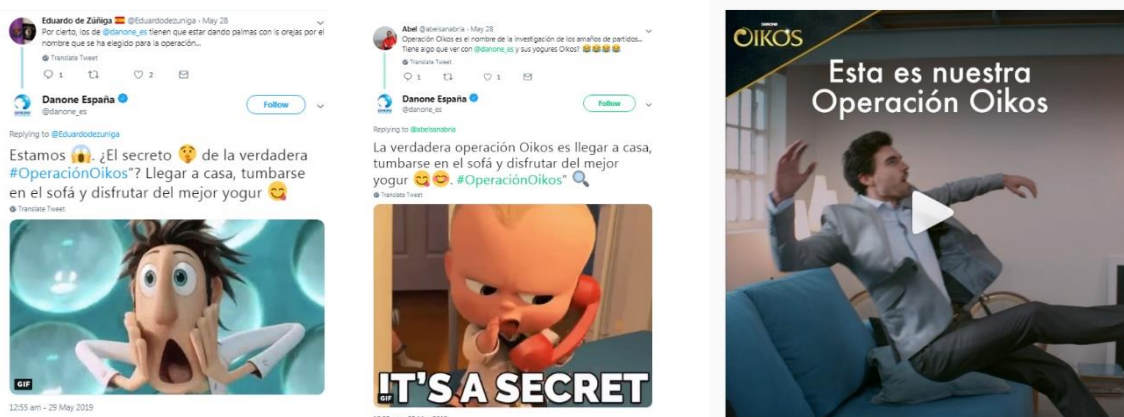 Eduardo de Zúñiga 🇪🇸 @Eduardodezuniga · May 28
Por cierto, los de @danone_es tienen que estar dando palmas con ls orejas por el
nombre que se ha elegido para la operación...
Translate Tweet
1 2
Danone España
@danone_es
Follow
Replying to @Eduardodezuniga
Estamos 😱. ¿El secreto 🤫 de la verdadera
#OperaciónOikos"? Llegar a casa, tumbarse
en el sofá y disfrutar del mejor yogur 😋
Translate Tweet
GIF
12:55 am - 29 May 2019
Abel @abelsanabria · May 28
Operación Oikos es el nombre de la investigación de los amaños de partidos...
Tiene algo que ver con @danone_es y sus yogures Oikos? 😂😂😂😂
Translate Tweet
1 1
Danone España
@danone_es
Follow
Replying to @abelsanabria
La verdadera operación Oikos es llegar a casa,
tumbarse en el sofá y disfrutar del mejor
yogur 😋😊. #OperaciónOikos" 🔍
Translate Tweet
IT'S A SECRET
GIF
DANONE
OIKOS
Esta es nuestra
Operación Oikos